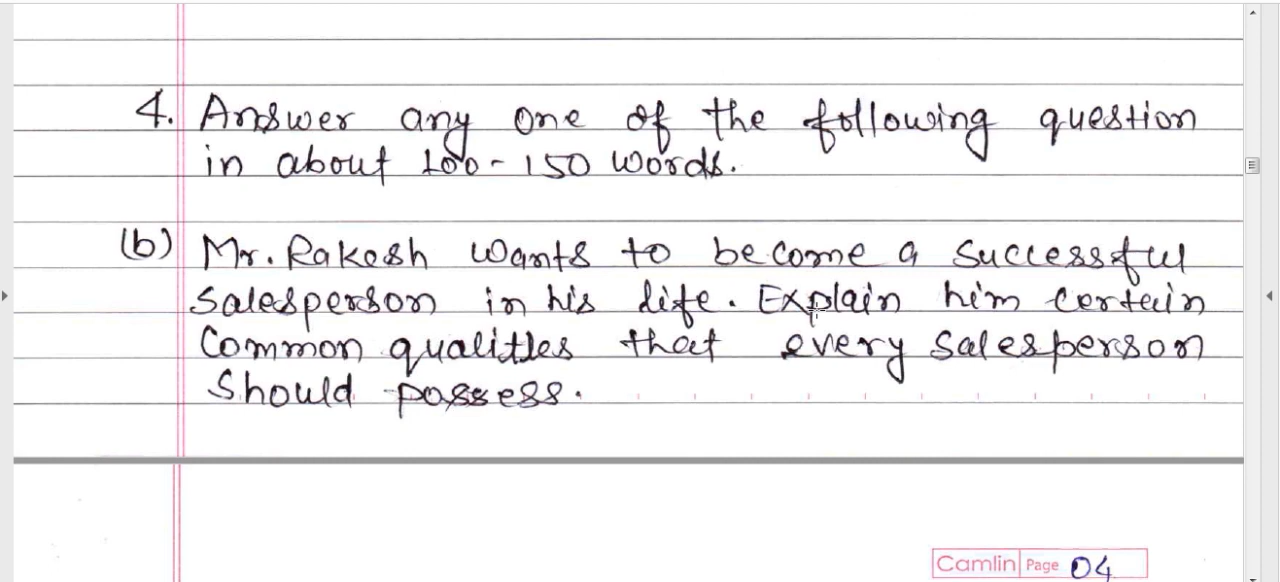 4. Answer any one of the following question
in about 100-150 words.
(b) Mr. Rakesh wants to become a successful
salesperson in his life. Explain him certain
common qualities that every salesperson
should possess.
Camlin Page 04